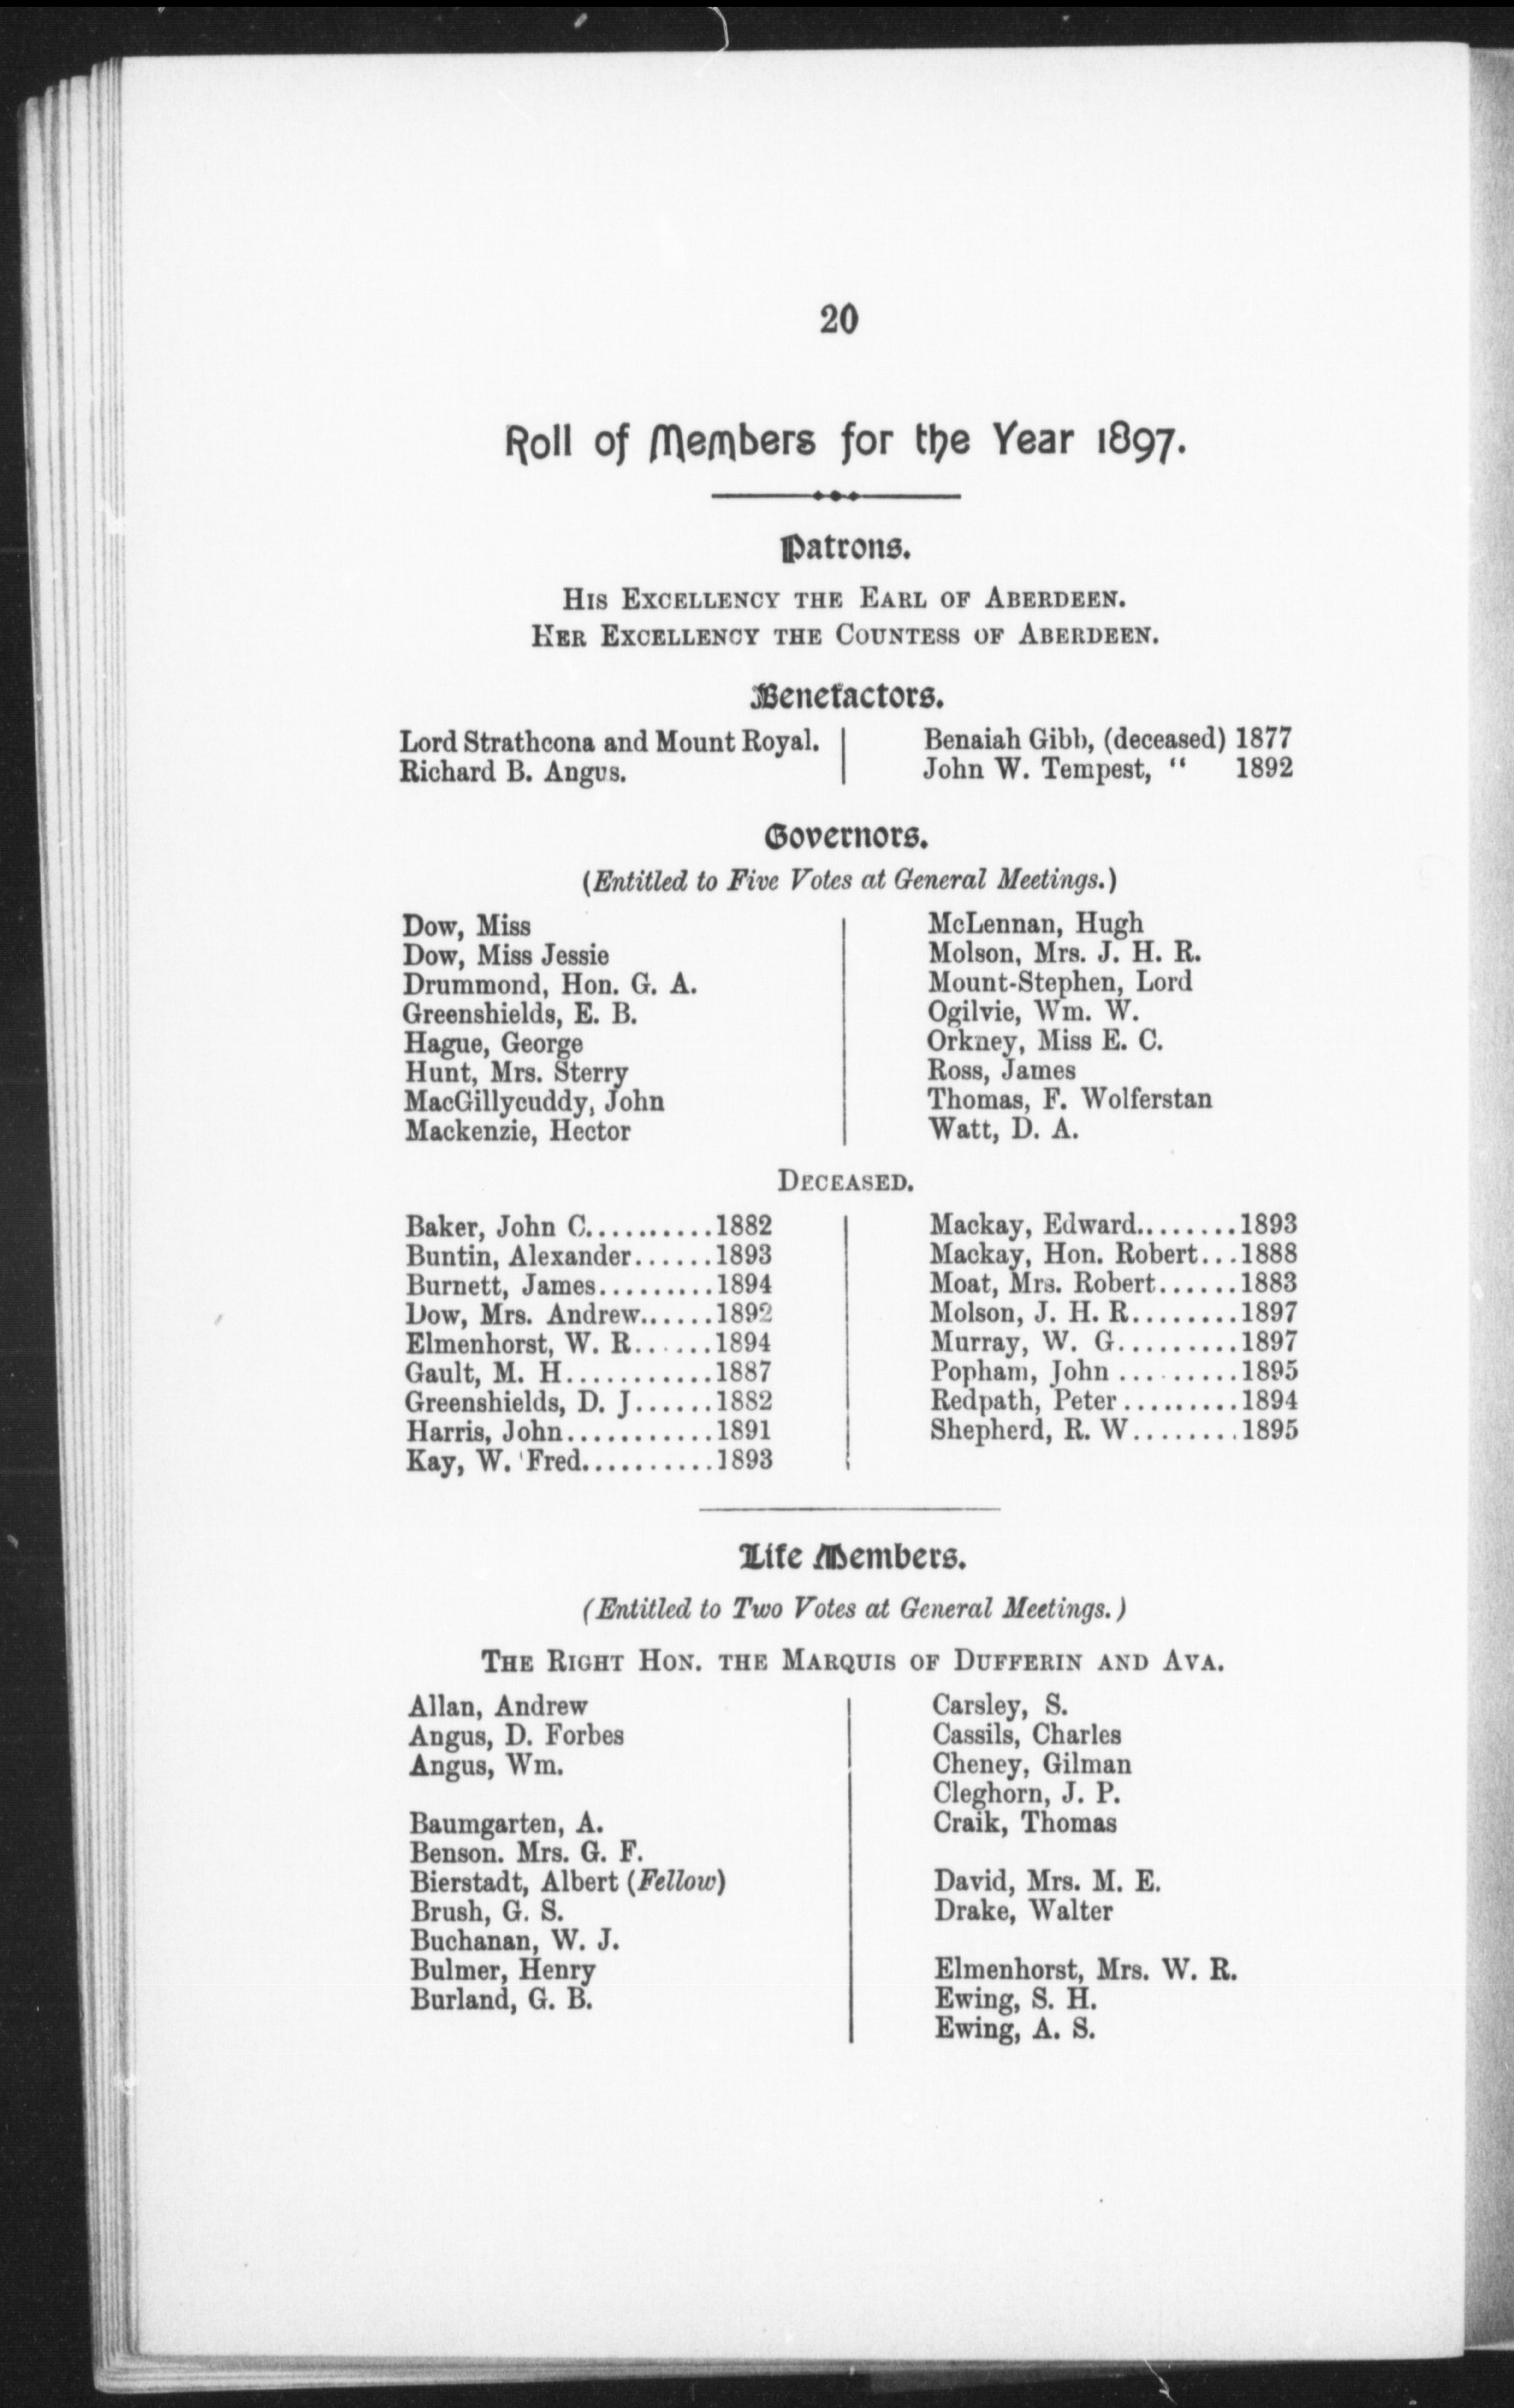 20
Roll of Members for the Year 1897.
Patrons.
His Excellency the Earl of Aberdeen.
Her Excellency the Countess of Aberdeen.
Benefactors.
Lord Strathcona and Mount Royal.
Richard B. Angus.
Benaiah Gibb, (deceased) 1877
John W. Tempest, " 1892
Governors.
(Entitled to Five Votes at General Meetings.)
Dow, Miss
Dow, Miss Jessie
Drummond, Hon. G. A.
Greenshields, E. B.
Hague, George
Hunt, Mrs. Sterry
MacGillycuddy, John
Mackenzie, Hector
McLennan, Hugh
Molson, Mrs. J. H. R.
Mount-Stephen, Lord
Ogilvie, Wm. W.
Orkney, Miss E. C.
Ross, James
Thomas, F. Wolferstan
Watt, D. A.
Deceased.
Baker, John C..........1882
Buntin, Alexander......1893
Burnett, James.........1894
Dow, Mrs. Andrew......1892
Elmenhorst, W. R......1894
Gault, M. H............1887
Greenshields, D. J......1882
Harris, John............1891
Kay, W. Fred..........1893
Mackay, Edward........1893
Mackay, Hon. Robert...1888
Moat, Mrs. Robert......1883
Molson, J. H. R........1897
Murray, W. G..........1897
Popham, John ..........1895
Redpath, Peter.........1894
Shepherd, R. W........1895
Life Members.
(Entitled to Two Votes at General Meetings.)
The Right Hon. the Marquis of Dufferin and Ava.
Allan, Andrew
Angus, D. Forbes
Angus, Wm.
Baumgarten, A.
Benson. Mrs. G. F.
Bierstadt, Albert (Fellow)
Brush, G. S.
Buchanan, W. J.
Bulmer, Henry
Burland, G. B.
Carsley, S.
Cassils, Charles
Cheney, Gilman
Cleghorn, J. P.
Craik, Thomas
David, Mrs. M. E.
Drake, Walter
Elmenhorst, Mrs. W. R.
Ewing, S. H.
Ewing, A. S.